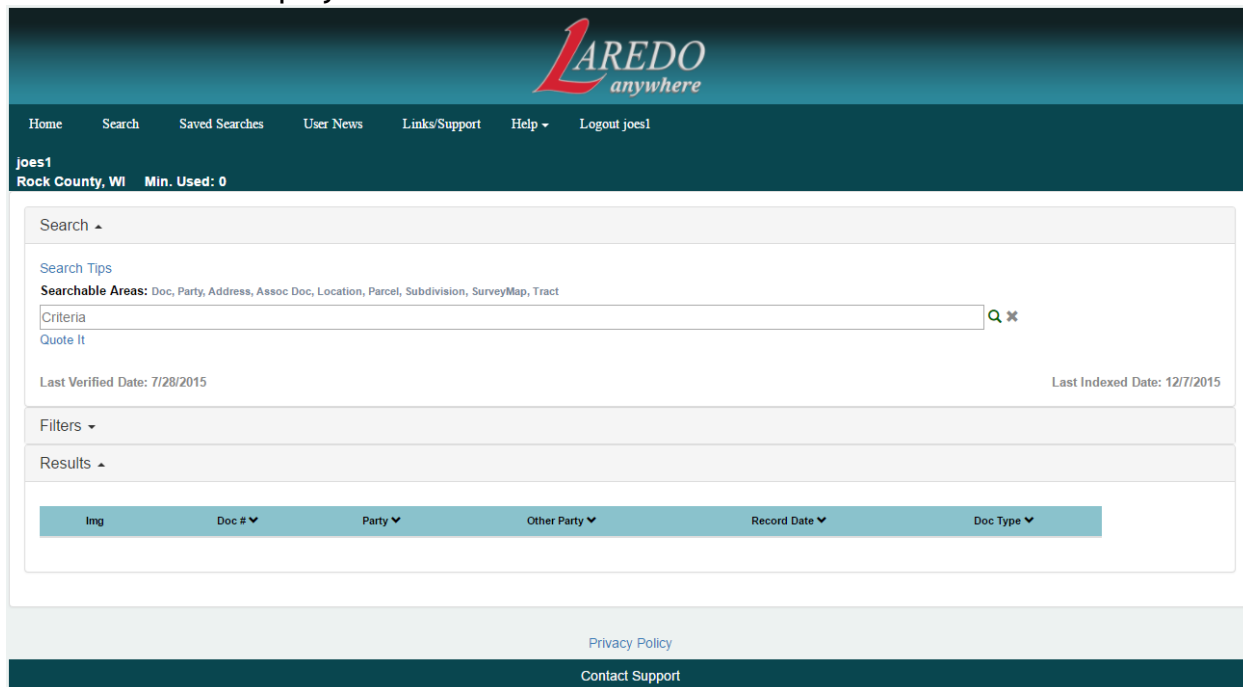 LAREDO
anywhere
Home Search Saved Searches User News Links/Support Help Logout joes1
joes1
Rock County, WI Min. Used: 0
Search
Search Tips
Searchable Areas: Doc, Party, Address, Assoc Doc, Location, Parcel, Subdivision, SurveyMap, Tract
Criteria
Quote It
Last Verified Date: 7/28/2015 Last Indexed Date: 12/7/2015
Filters
Results
Img Doc # Party Other Party Record Date Doc Type
Privacy Policy
Contact Support